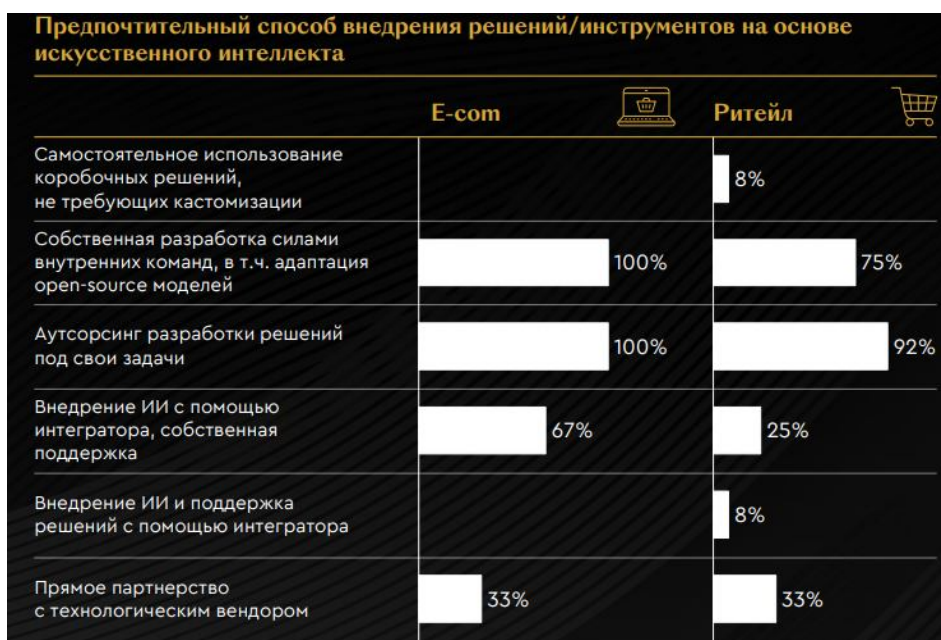 Предпочтительный способ внедрения решений/инструментов на основе
искусственного интеллекта
E-com
Ритейл
Самостоятельное использование
коробочных решений,
не требующих кастомизации
8%
Собственная разработка силами
внутренних команд, в т.ч. адаптация
open-source моделей
100%
75%
Аутсорсинг разработки решений
под свои задачи
100%
92%
Внедрение ИИ с помощью
интегратора, собственная
поддержка
67%
25%
Внедрение ИИ и поддержка
решений с помощью интегратора
8%
Прямое партнерство
с технологическим вендором
33%
33%